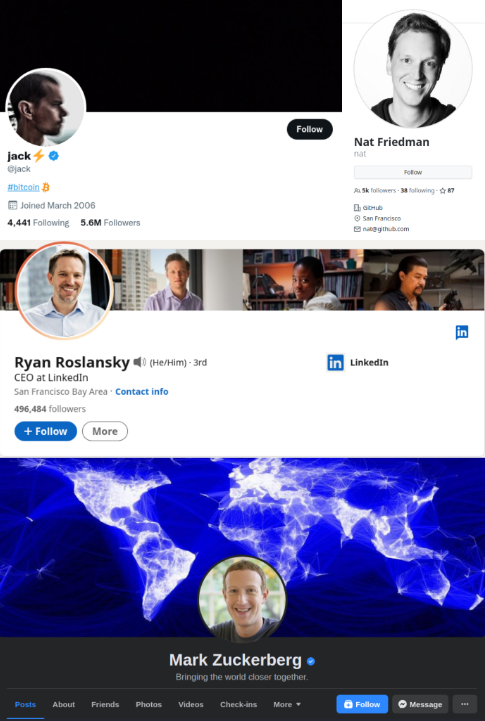 Follow
jack⚡
@jack
#bitcoin
Joined March 2006
4,441 Following 5.6M Followers
Nat Friedman
nat
Follow
5k followers · 38 following · 87
GitHub
San Francisco
nat@github.com
in
Ryan Roslansky (He/Him) · 3rd
in LinkedIn
CEO at LinkedIn
San Francisco Bay Area · Contact info
496,484 followers
+ Follow More
Mark Zuckerberg
Bringing the world closer together.
Posts About Friends Photos Videos Check-ins More Follow Message ...